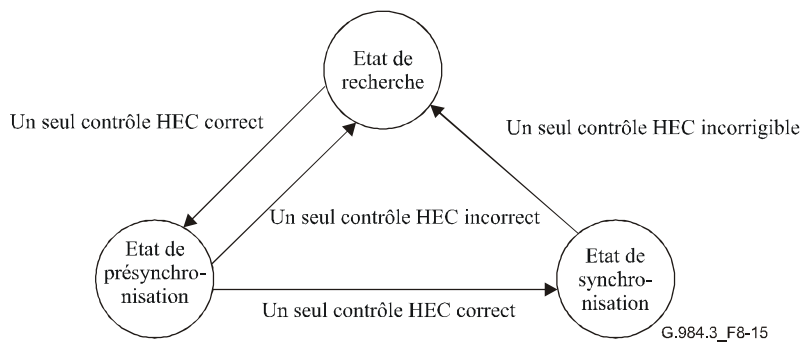 Etat de
recherche
Un seul contrôle HEC correct
Un seul contrôle HEC incorrigible
Un seul contrôle HEC incorrect
Etat de
présynchro-
nisation
Etat de
synchro-
nisation
Un seul contrôle HEC correct
G.984.3_F8-15